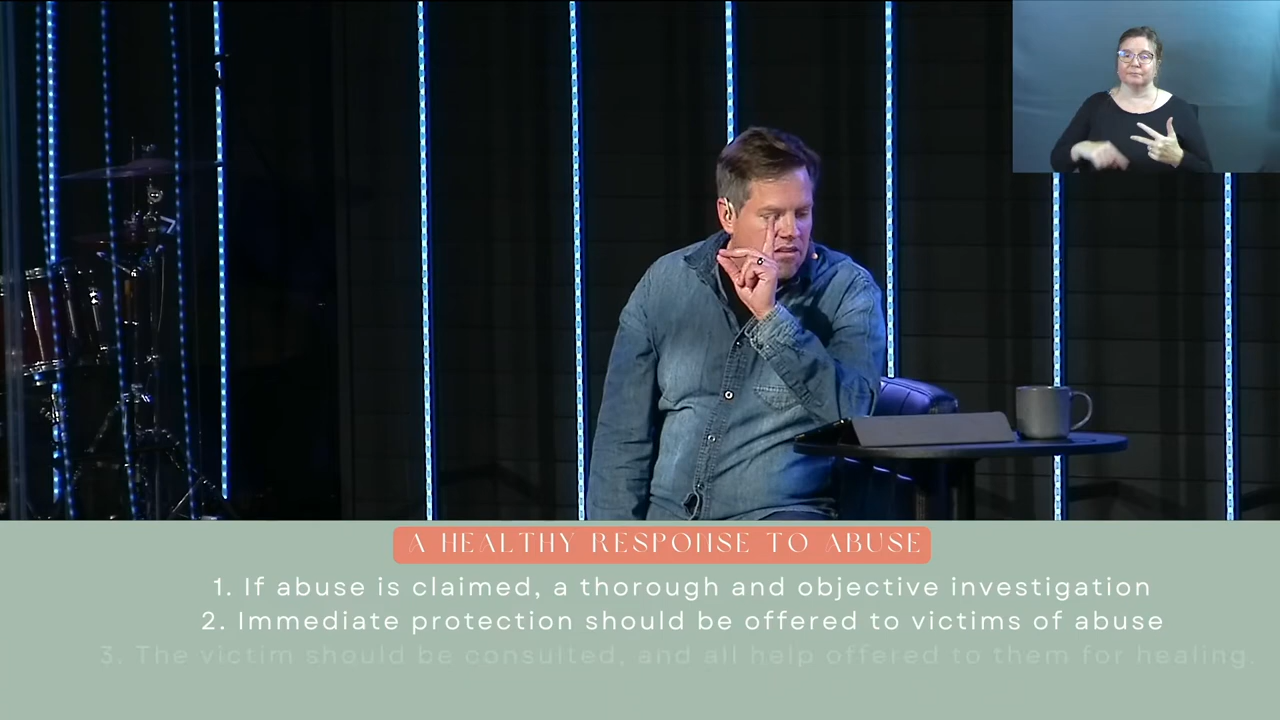 A HEALTHY RESPONSE TO ABUSE
1. If abuse is claimed, a thorough and objective investigation
2. Immediate protection should be offered to victims of abuse
3. The victim should be consulted, and all help offered to them for healing.